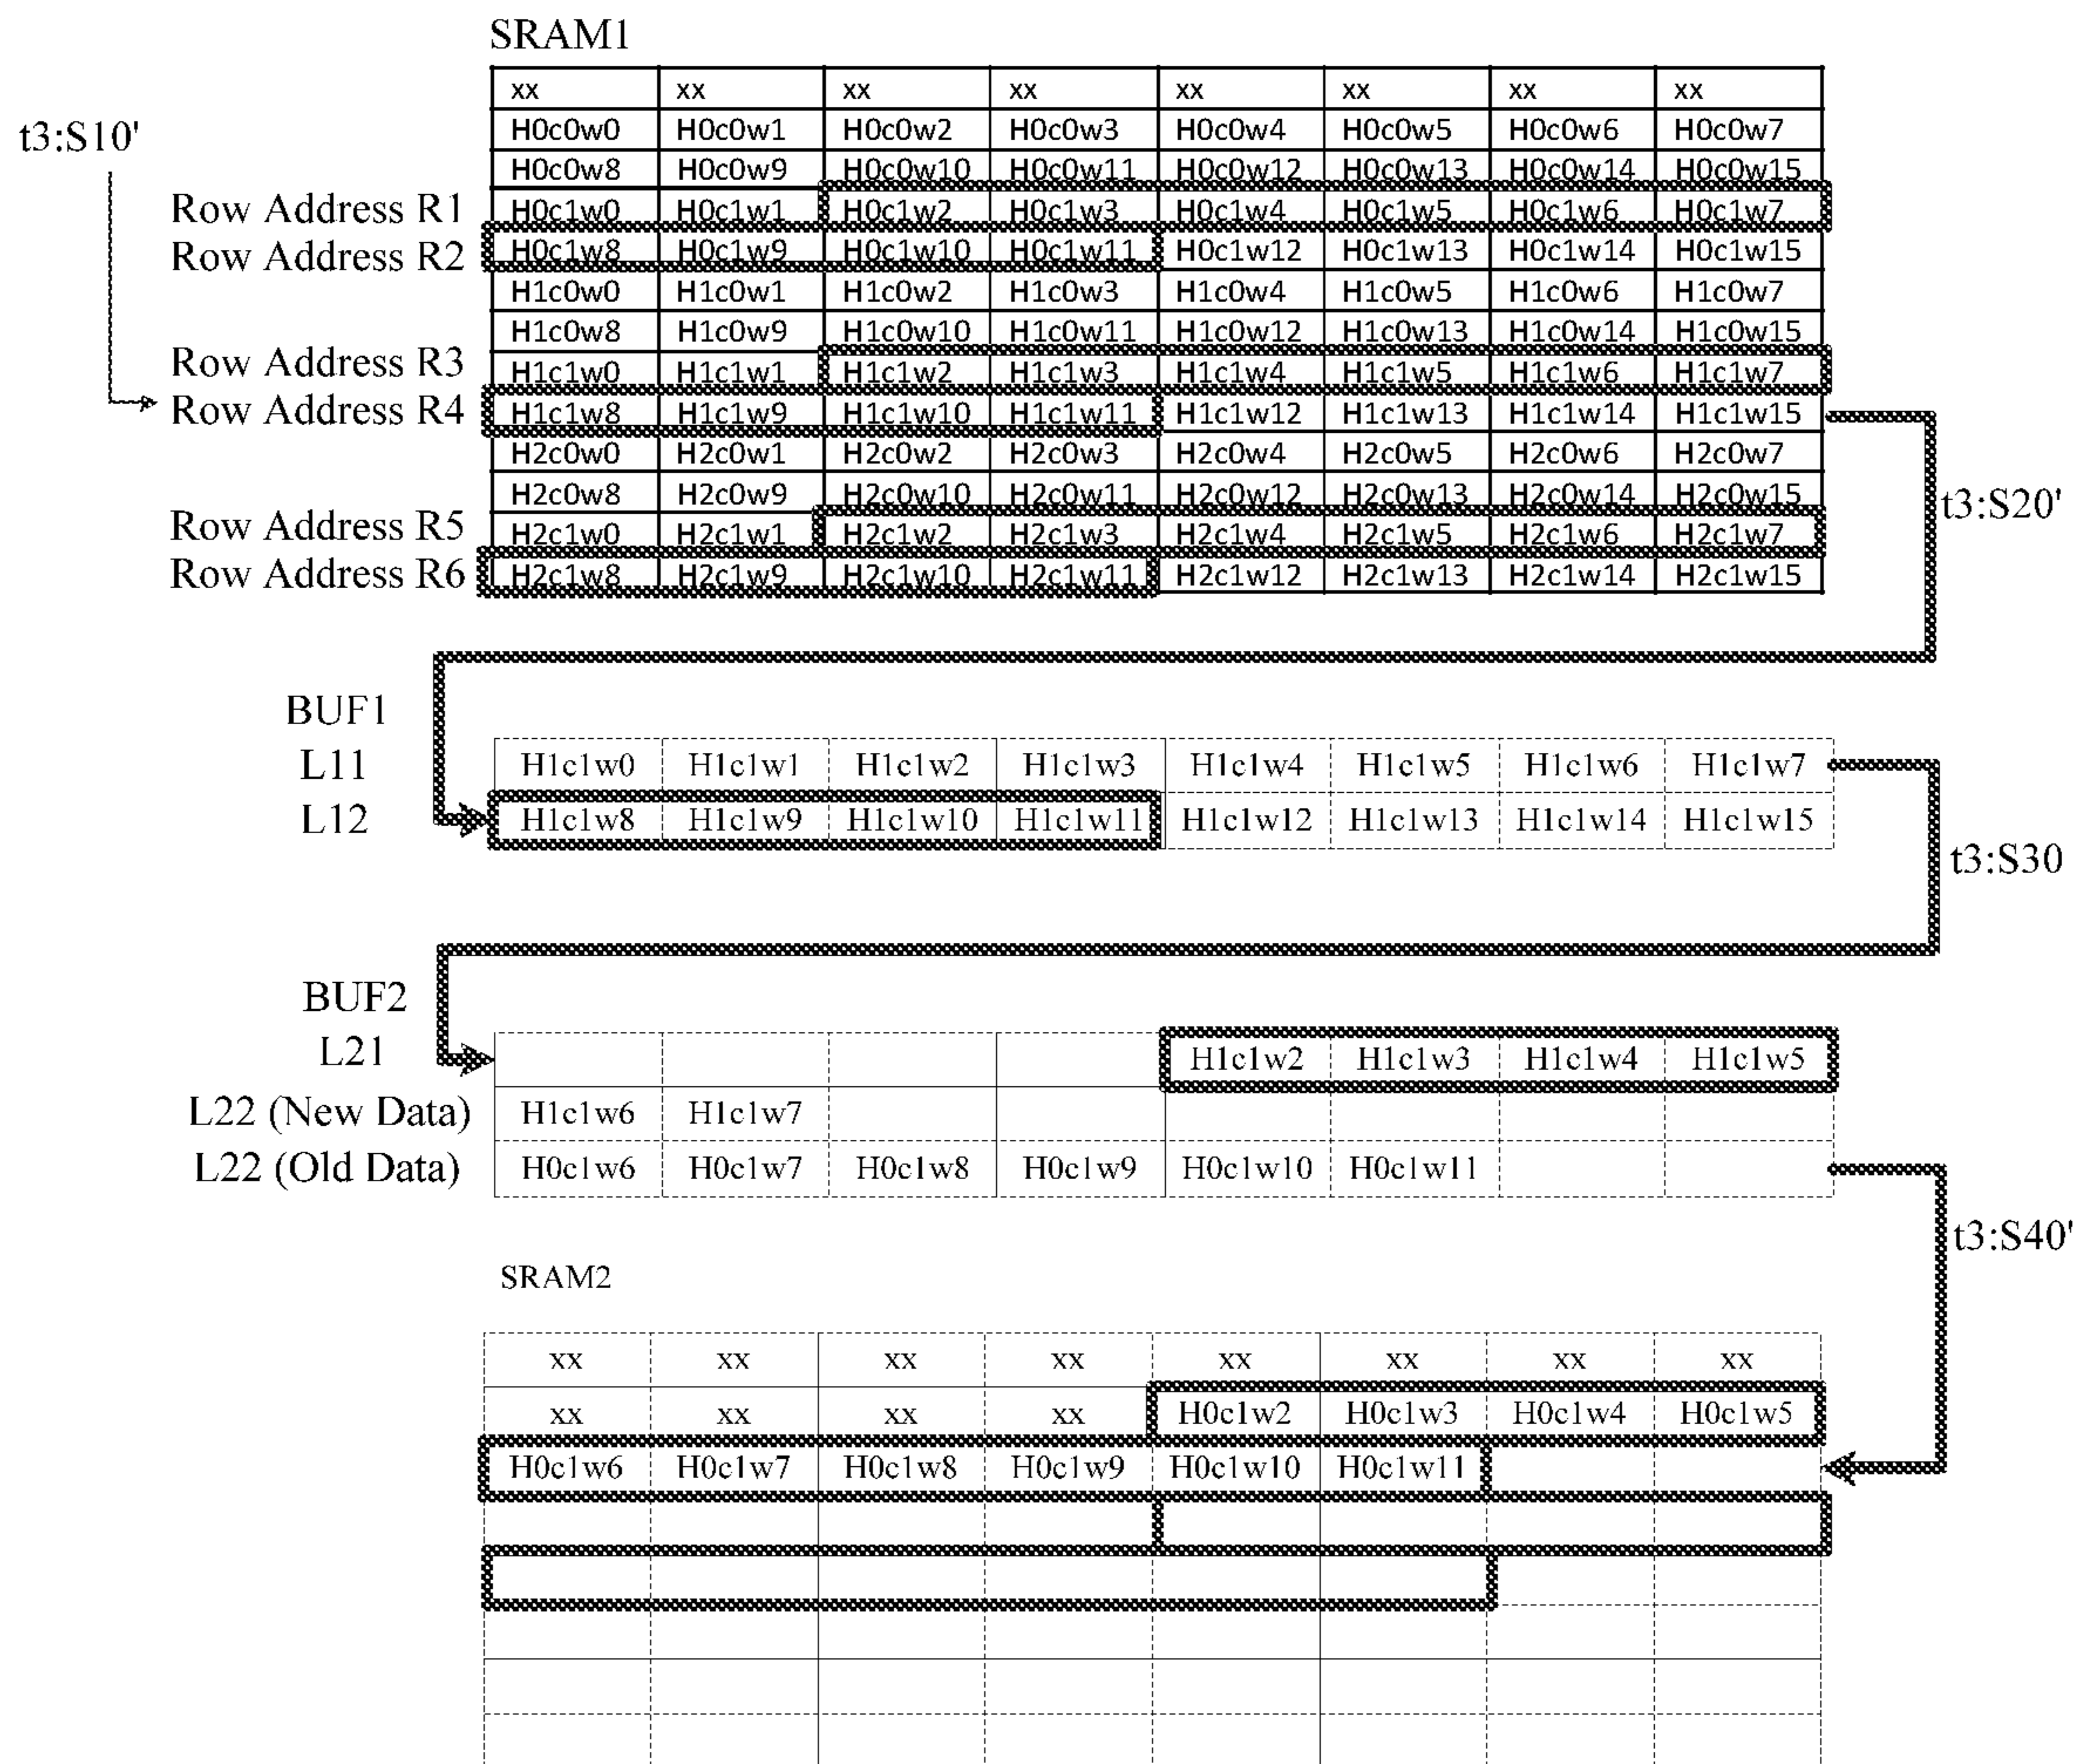 SRAM1
xx xx xx xx xx xx xx xx
t3:S10' H0c0w0 H0c0w1 H0c0w2 H0c0w3 H0c0w4 H0c0w5 H0c0w6 H0c0w7
H0c0w8 H0c0w9 H0c0w10 H0c0w11 H0c0w12 H0c0w13 H0c0w14 H0c0w15
Row Address R1 H0c1w0 H0c1w1 H0c1w2 H0c1w3 H0c1w4 H0c1w5 H0c1w6 H0c1w7
Row Address R2 H0c1w8 H0c1w9 H0c1w10 H0c1w11 H0c1w12 H0c1w13 H0c1w14 H0c1w15
H1c0w0 H1c0w1 H1c0w2 H1c0w3 H1c0w4 H1c0w5 H1c0w6 H1c0w7
H1c0w8 H1c0w9 H1c0w10 H1c0w11 H1c0w12 H1c0w13 H1c0w14 H1c0w15
Row Address R3 H1c1w0 H1c1w1 H1c1w2 H1c1w3 H1c1w4 H1c1w5 H1c1w6 H1c1w7
Row Address R4 H1c1w8 H1c1w9 H1c1w10 H1c1w11 H1c1w12 H1c1w13 H1c1w14 H1c1w15
H2c0w0 H2c0w1 H2c0w2 H2c0w3 H2c0w4 H2c0w5 H2c0w6 H2c0w7
H2c0w8 H2c0w9 H2c0w10 H2c0w11 H2c0w12 H2c0w13 H2c0w14 H2c0w15 t3:S20'
Row Address R5 H2c1w0 H2c1w1 H2c1w2 H2c1w3 H2c1w4 H2c1w5 H2c1w6 H2c1w7
Row Address R6 H2c1w8 H2c1w9 H2c1w10 H2c1w11 H2c1w12 H2c1w13 H2c1w14 H2c1w15
BUF1
L11 H1c1w0 H1c1w1 H1c1w2 H1c1w3 H1c1w4 H1c1w5 H1c1w6 H1c1w7
L12 H1c1w8 H1c1w9 H1c1w10 H1c1w11 H1c1w12 H1c1w13 H1c1w14 H1c1w15
t3:S30
BUF2
L21 H1c1w2 H1c1w3 H1c1w4 H1c1w5
L22 (New Data) H1c1w6 H1c1w7
L22 (Old Data) H0c1w6 H0c1w7 H0c1w8 H0c1w9 H0c1w10 H0c1w11
t3:S40'
SRAM2
xx xx xx xx xx xx xx xx
xx xx xx xx H0c1w2 H0c1w3 H0c1w4 H0c1w5
H0c1w6 H0c1w7 H0c1w8 H0c1w9 H0c1w10 H0c1w11